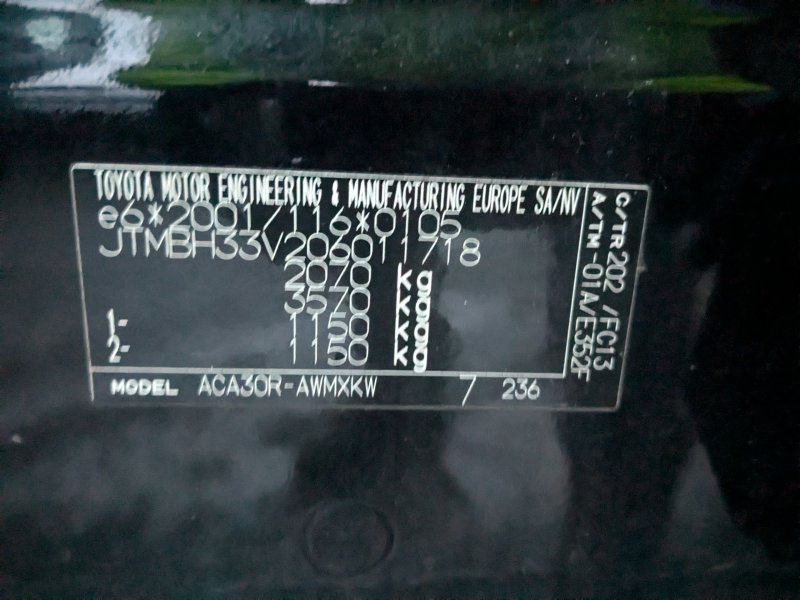 TOYOTA MOTOR ENGINEERING & MANUFACTURING EUROPE SA/NV
e6*2001/116*0105
JTMBH33V206011718
2070 Kg
3570 Kg
1- 1150 Kg
2- 1150 Kg
MODEL ACA30R-AWMXKW 7 236
C/TR 202 /FC13
A/TM -01A/E352F